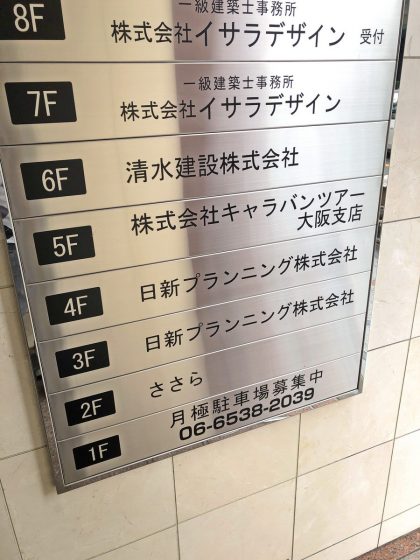 8F
一級建築士事務所
株式会社イサラデザイン 受付
7F
一級建築士事務所
株式会社イサラデザイン
6F
清水建設株式会社
5F
株式会社キャラバンツアー
大阪支店
4F
日新プランニング株式会社
3F
日新プランニング株式会社
2F
ささら
1F
月極駐車場募集中
06-6538-2039